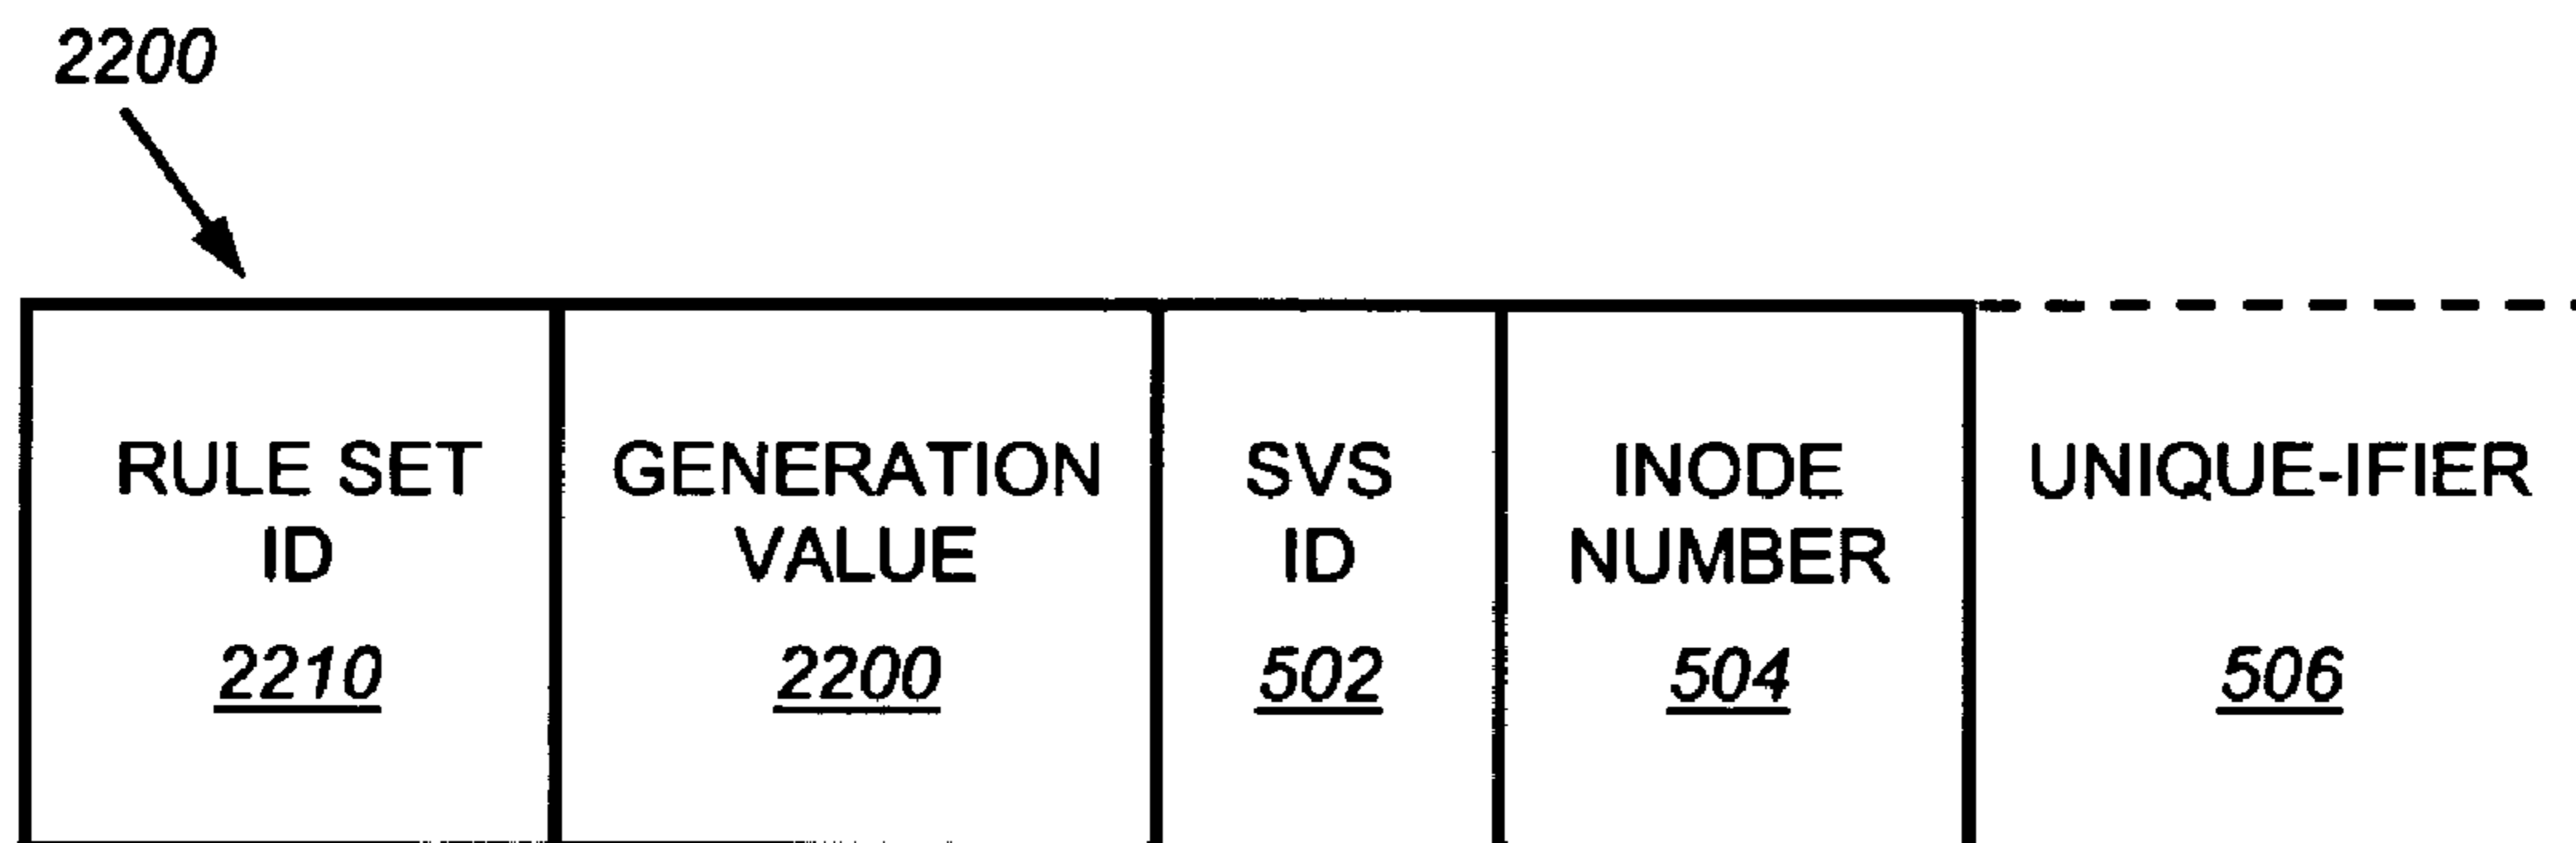 2200
RULE SET
ID
2210
GENERATION
VALUE
2200
SVS
ID
502
INODE
NUMBER
504
UNIQUE-IFIER
506